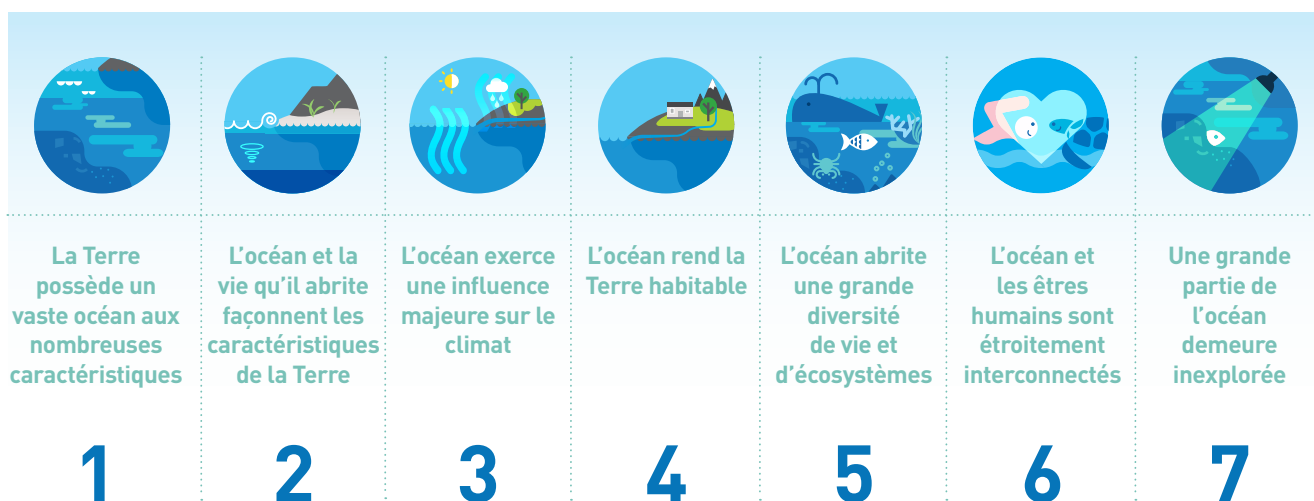 La Terre
possède un
vaste océan aux
nombreuses
caractéristiques
1
L’océan et la
vie qu’il abrite
façonnent les
caractéristiques
de la Terre
2
L’océan exerce
une influence
majeure sur le
climat
3
L’océan rend la
Terre habitable
4
L’océan abrite
une grande
diversité
de vie et
d’écosystèmes
5
L’océan et
les êtres
humains sont
étroitement
interconnectés
6
Une grande
partie de
l’océan
demeure
inexplorée
7